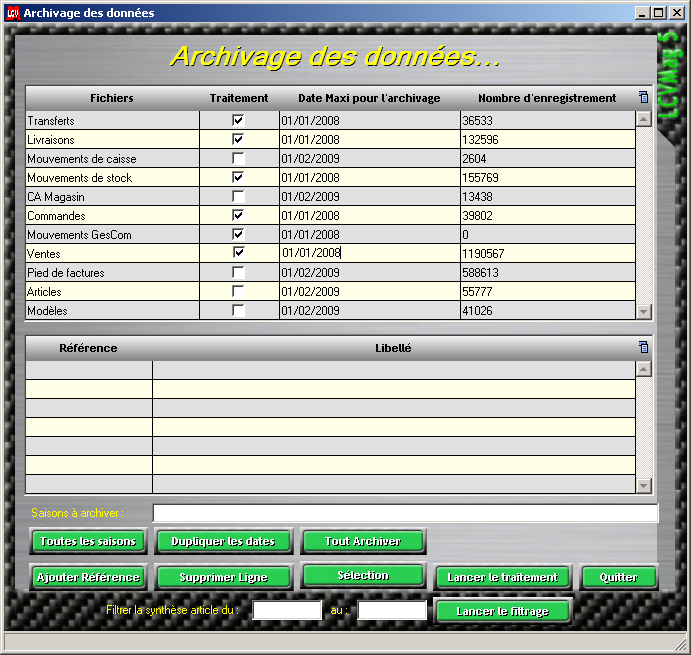 LCV Archivage des données
Archivage des données...
LCVMag 5
Fichiers Traitement Date Maxi pour l'archivage Nombre d'enregistrement
Transferts 01/01/2008 36533
Livraisons 01/01/2008 132596
Mouvements de caisse 01/02/2009 2604
Mouvements de stock 01/01/2008 155769
CA Magasin 01/02/2009 13438
Commandes 01/01/2008 39802
Mouvements GesCom 01/01/2008 0
Ventes 01/01/2008 1190567
Pied de factures 01/02/2009 588613
Articles 01/02/2009 55777
Modèles 01/02/2009 41026
Référence Libellé
Saisons à archiver :
Toutes les saisons Dupliquer les dates Tout Archiver
Ajouter Référence Supprimer Ligne Sélection Lancer le traitement Quitter
Filtrer la synthèse article du : au : Lancer le filtrage